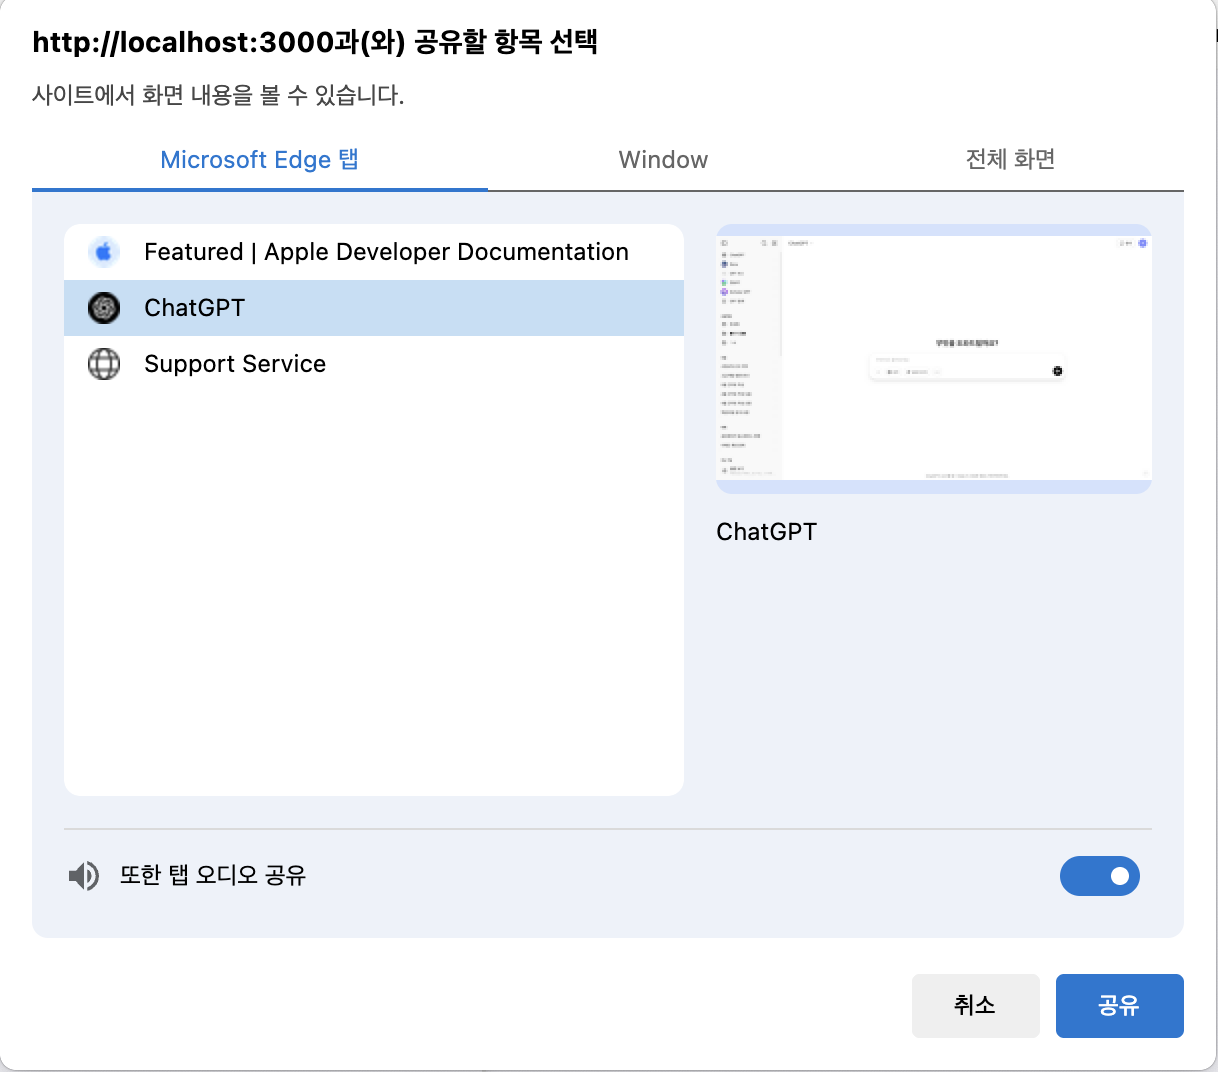 http://localhost:3000과(와) 공유할 항목 선택
사이트에서 화면 내용을 볼 수 있습니다.
Microsoft Edge 탭
Window
전체 화면
Featured | Apple Developer Documentation
ChatGPT
Support Service
ChatGPT
또한 탭 오디오 공유
취소
공유